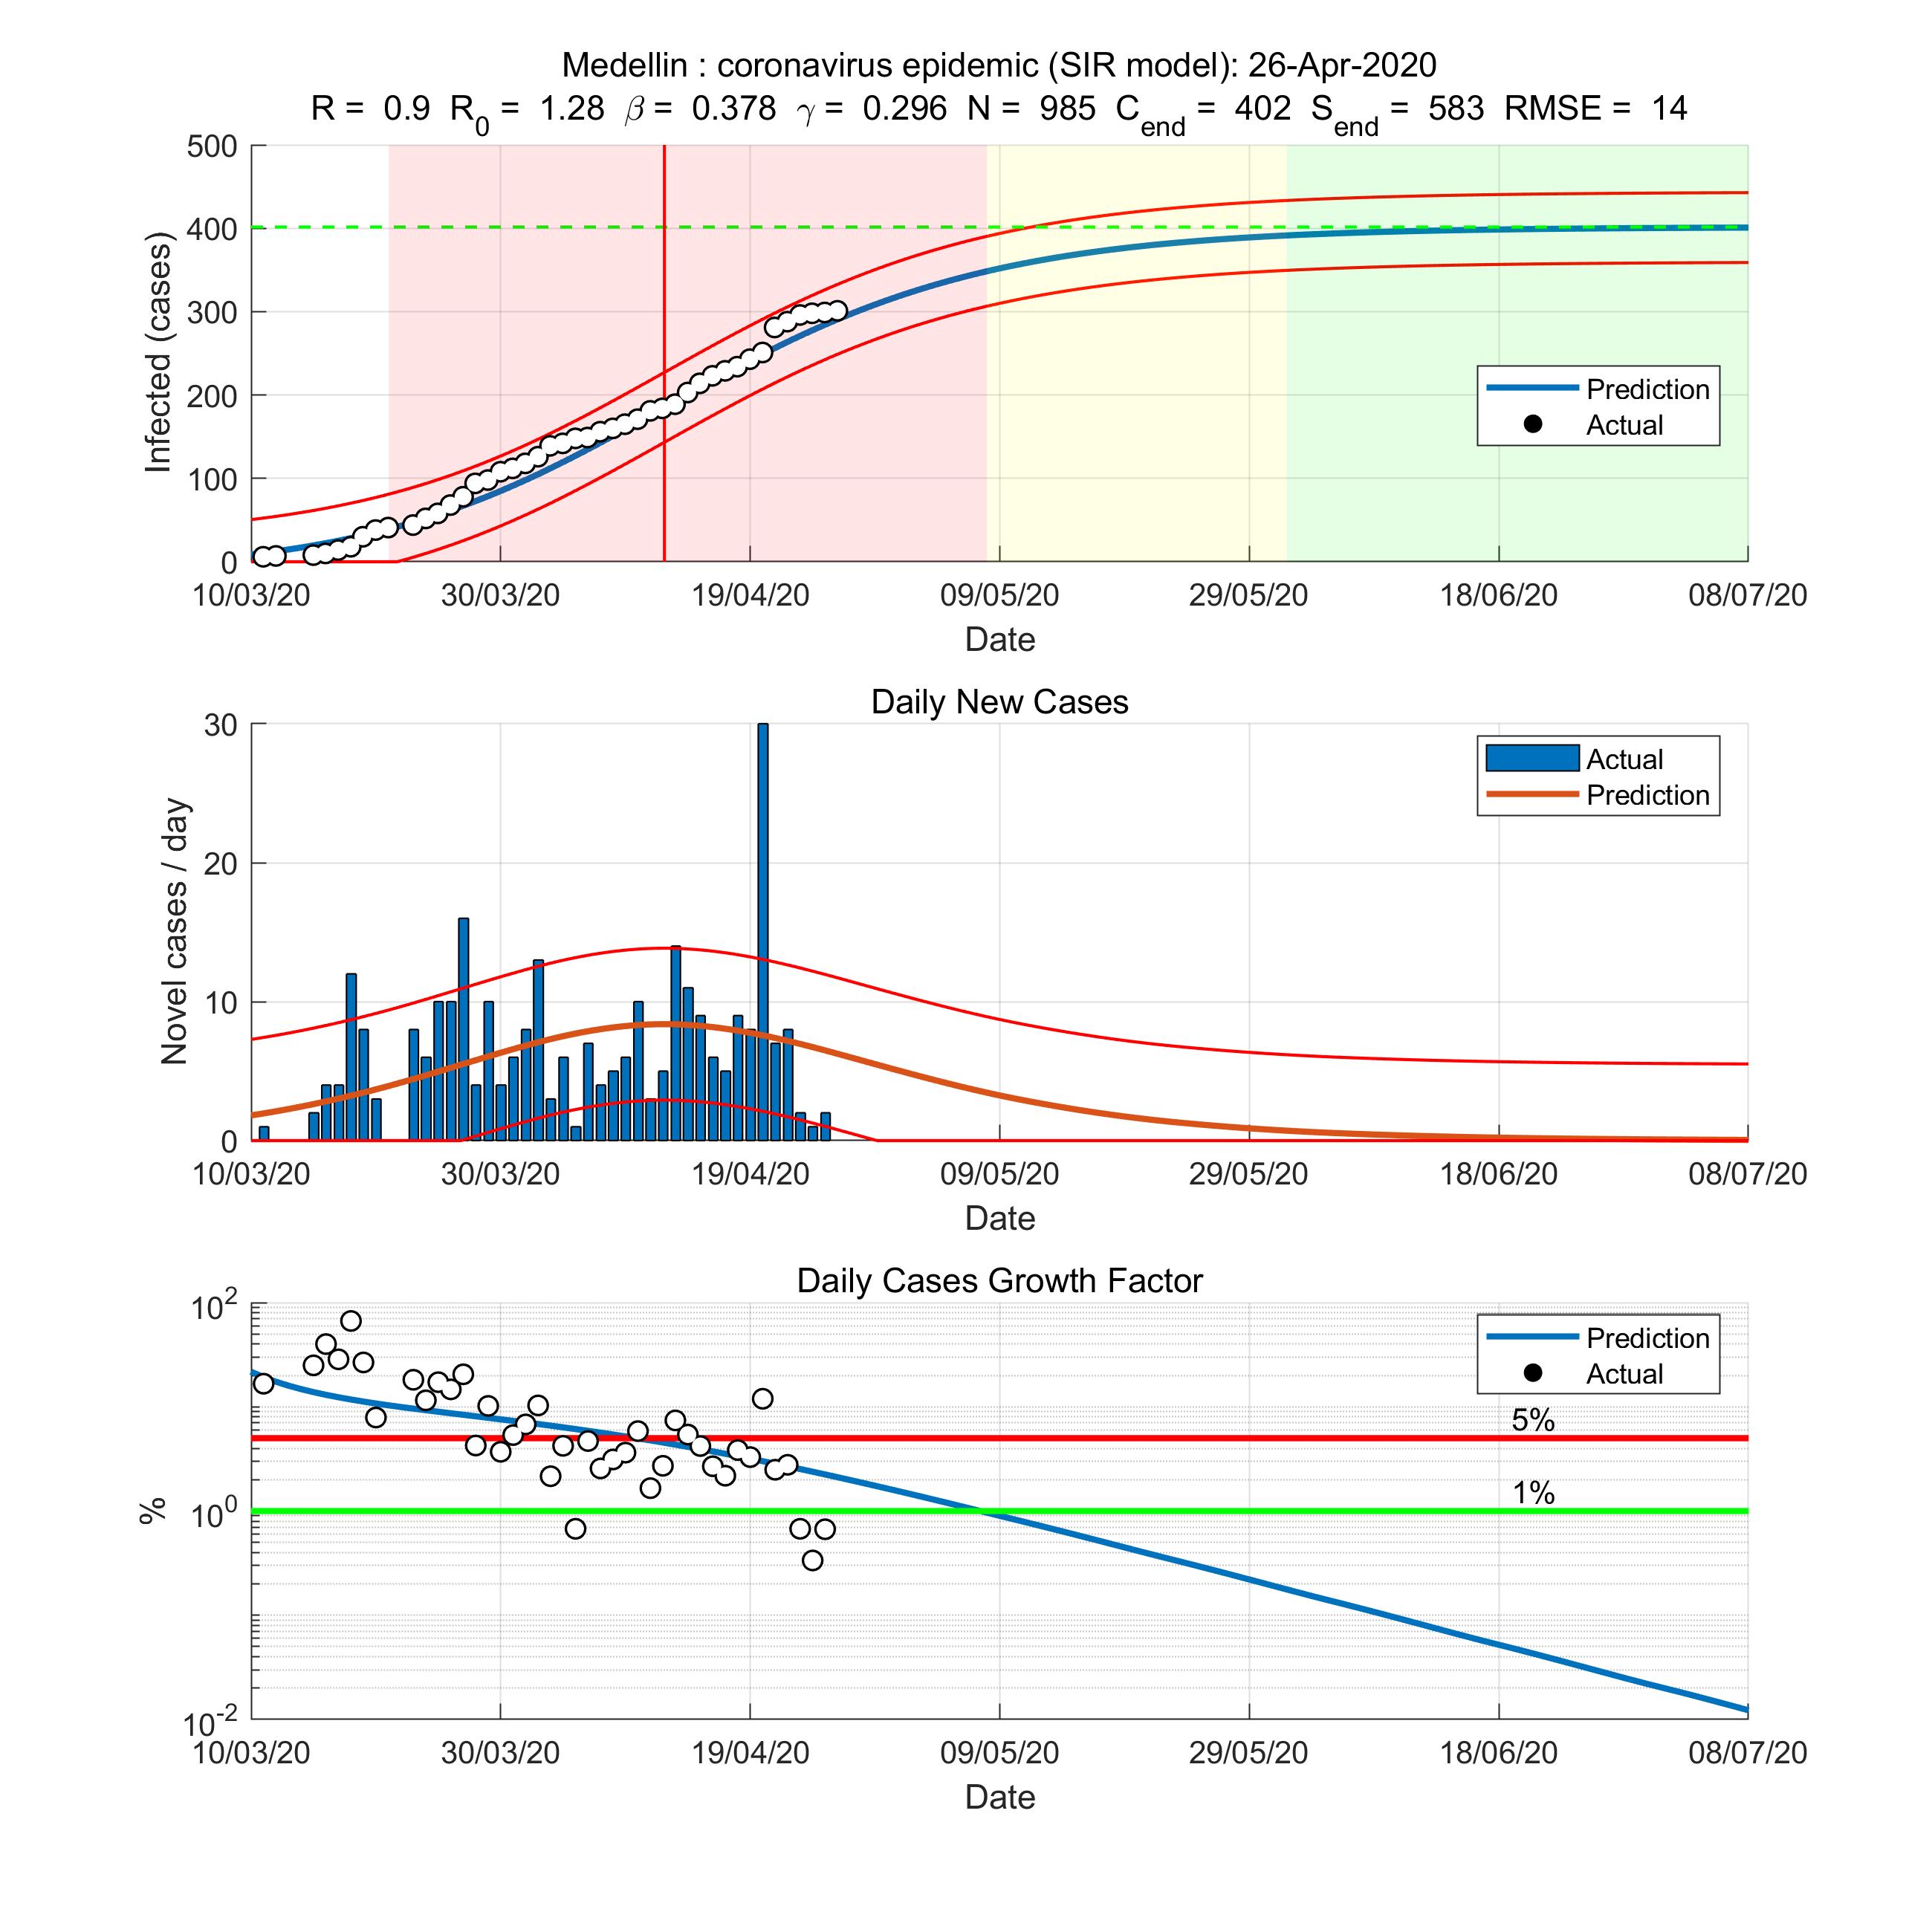 Medellin : coronavirus epidemic (SIR model): 26-Apr-2020
R = 0.9 R0 = 1.28 β = 0.378 γ = 0.296 N = 985 Cend = 402 Send = 583 RMSE = 14
500
400
300
200
100
0
Infected (cases)
Prediction
Actual
10/03/20 30/03/20 19/04/20 09/05/20 29/05/20 18/06/20 08/07/20
Date
Daily New Cases
30
20
10
0
Novel cases / day
Actual
Prediction
10/03/20 30/03/20 19/04/20 09/05/20 29/05/20 18/06/20 08/07/20
Date
Daily Cases Growth Factor
10^2
10^0
10^-2
%
Prediction
Actual
5%
1%
10/03/20 30/03/20 19/04/20 09/05/20 29/05/20 18/06/20 08/07/20
Date